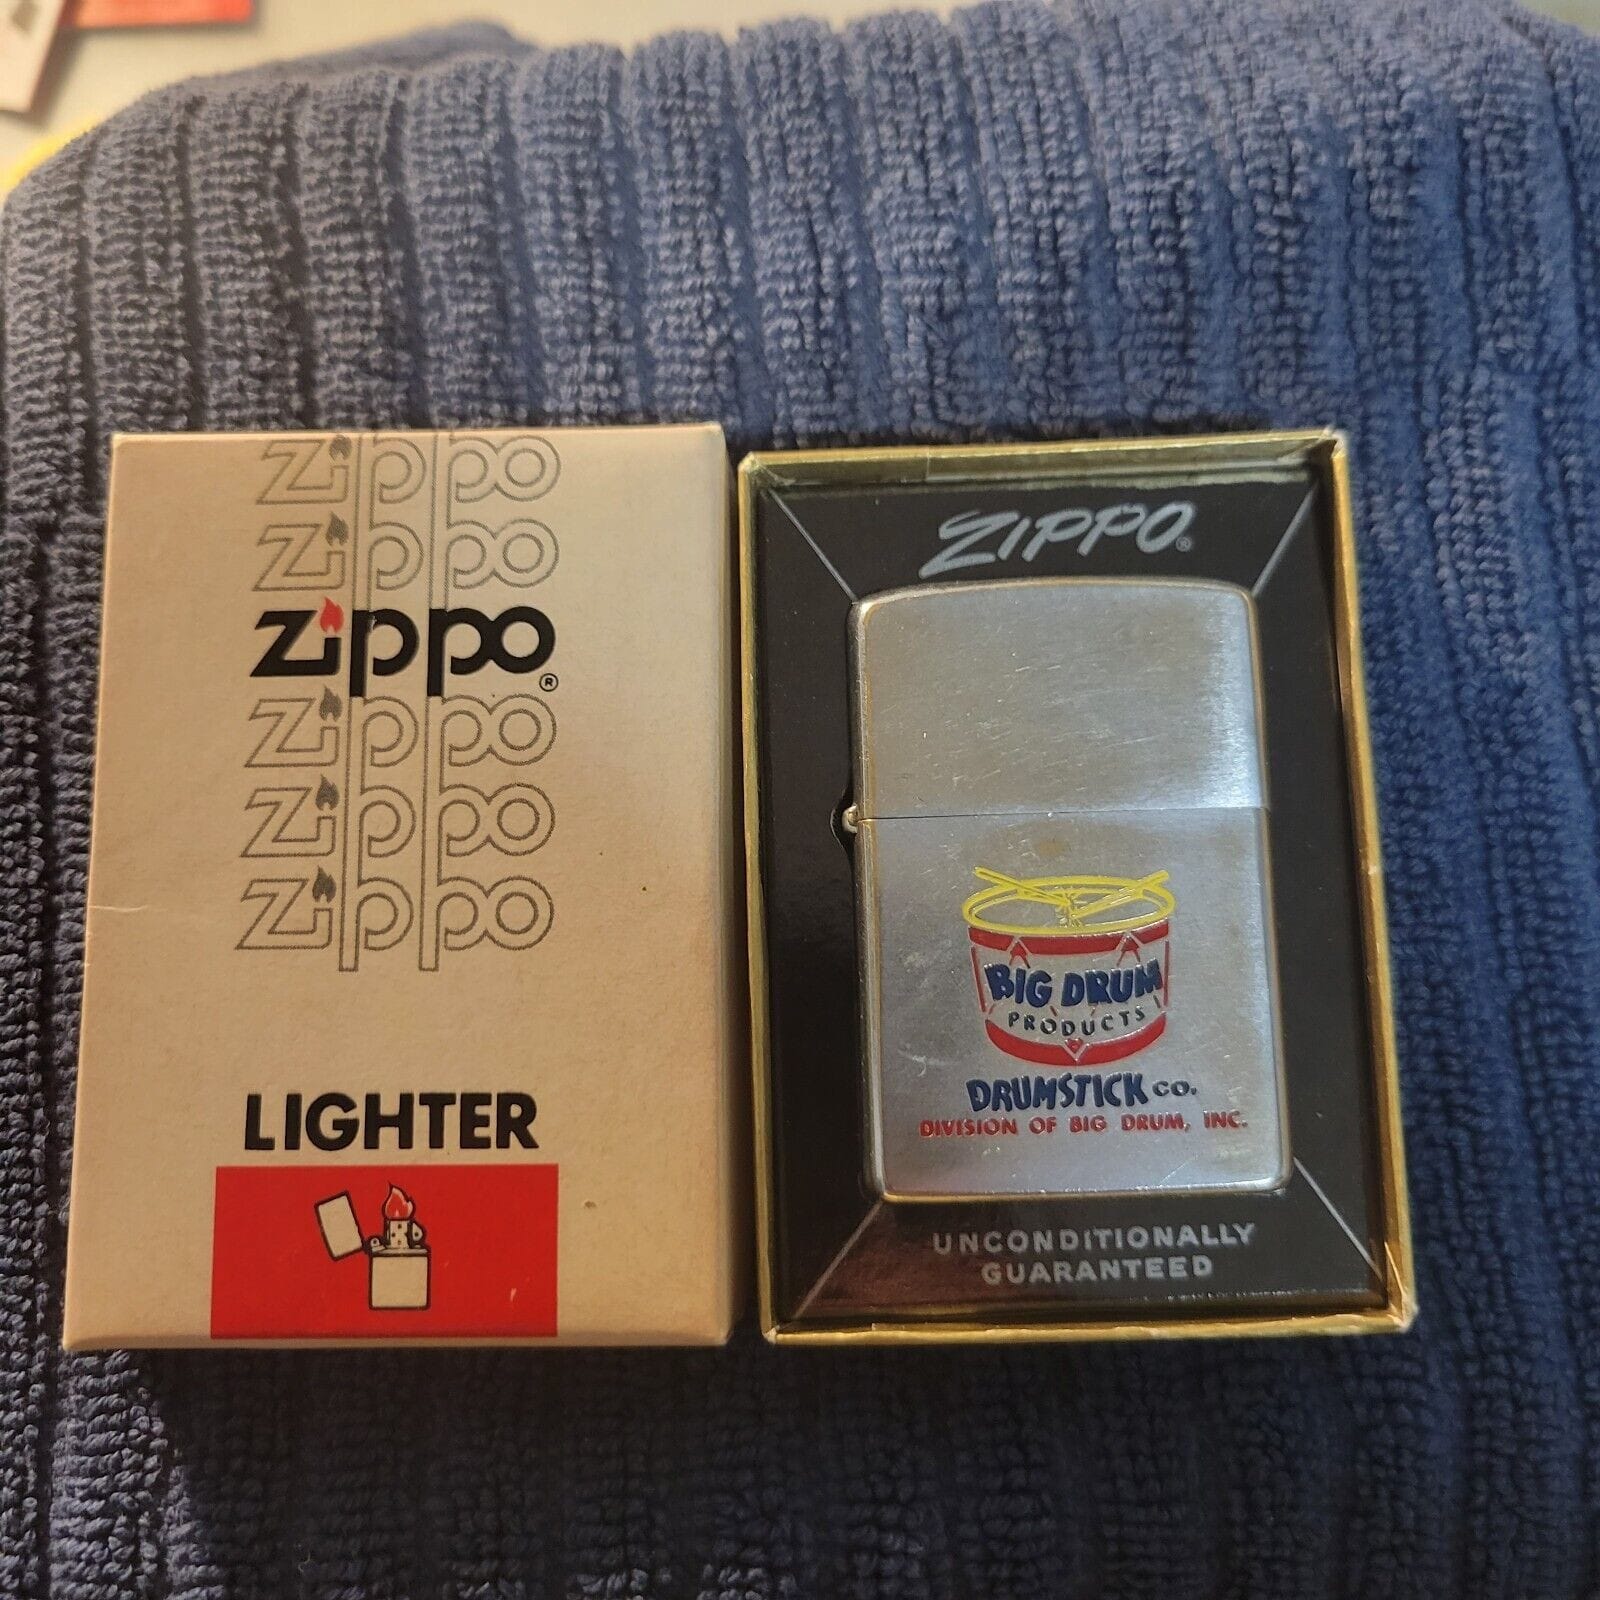 Zippo
Zippo
Zippo®
Zippo
Zippo
Zippo
LIGHTER
ZIPPO®
BIG DRUM
PRODUCTS
DRUMSTICK CO.
DIVISION OF BIG DRUM, INC.
UNCONDITIONALLY
GUARANTEED